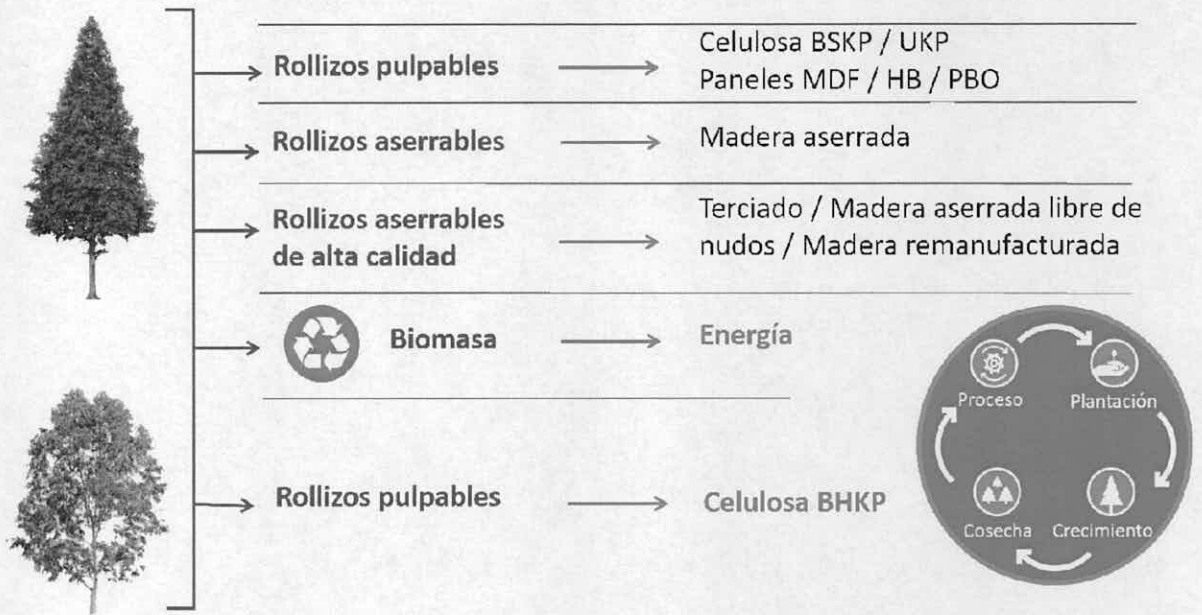 Rollizos pulpables
Celulosa BSKP / UKP
Paneles MDF / HB / PBO
Rollizos aserrables
Madera aserrada
Rollizos aserrables
de alta calidad
Terciado / Madera aserrada libre de
nudos / Madera remanufacturada
Biomasa
Energía
Rollizos pulpables
Celulosa BHKP
Proceso
Plantación
Cosecha
Crecimiento